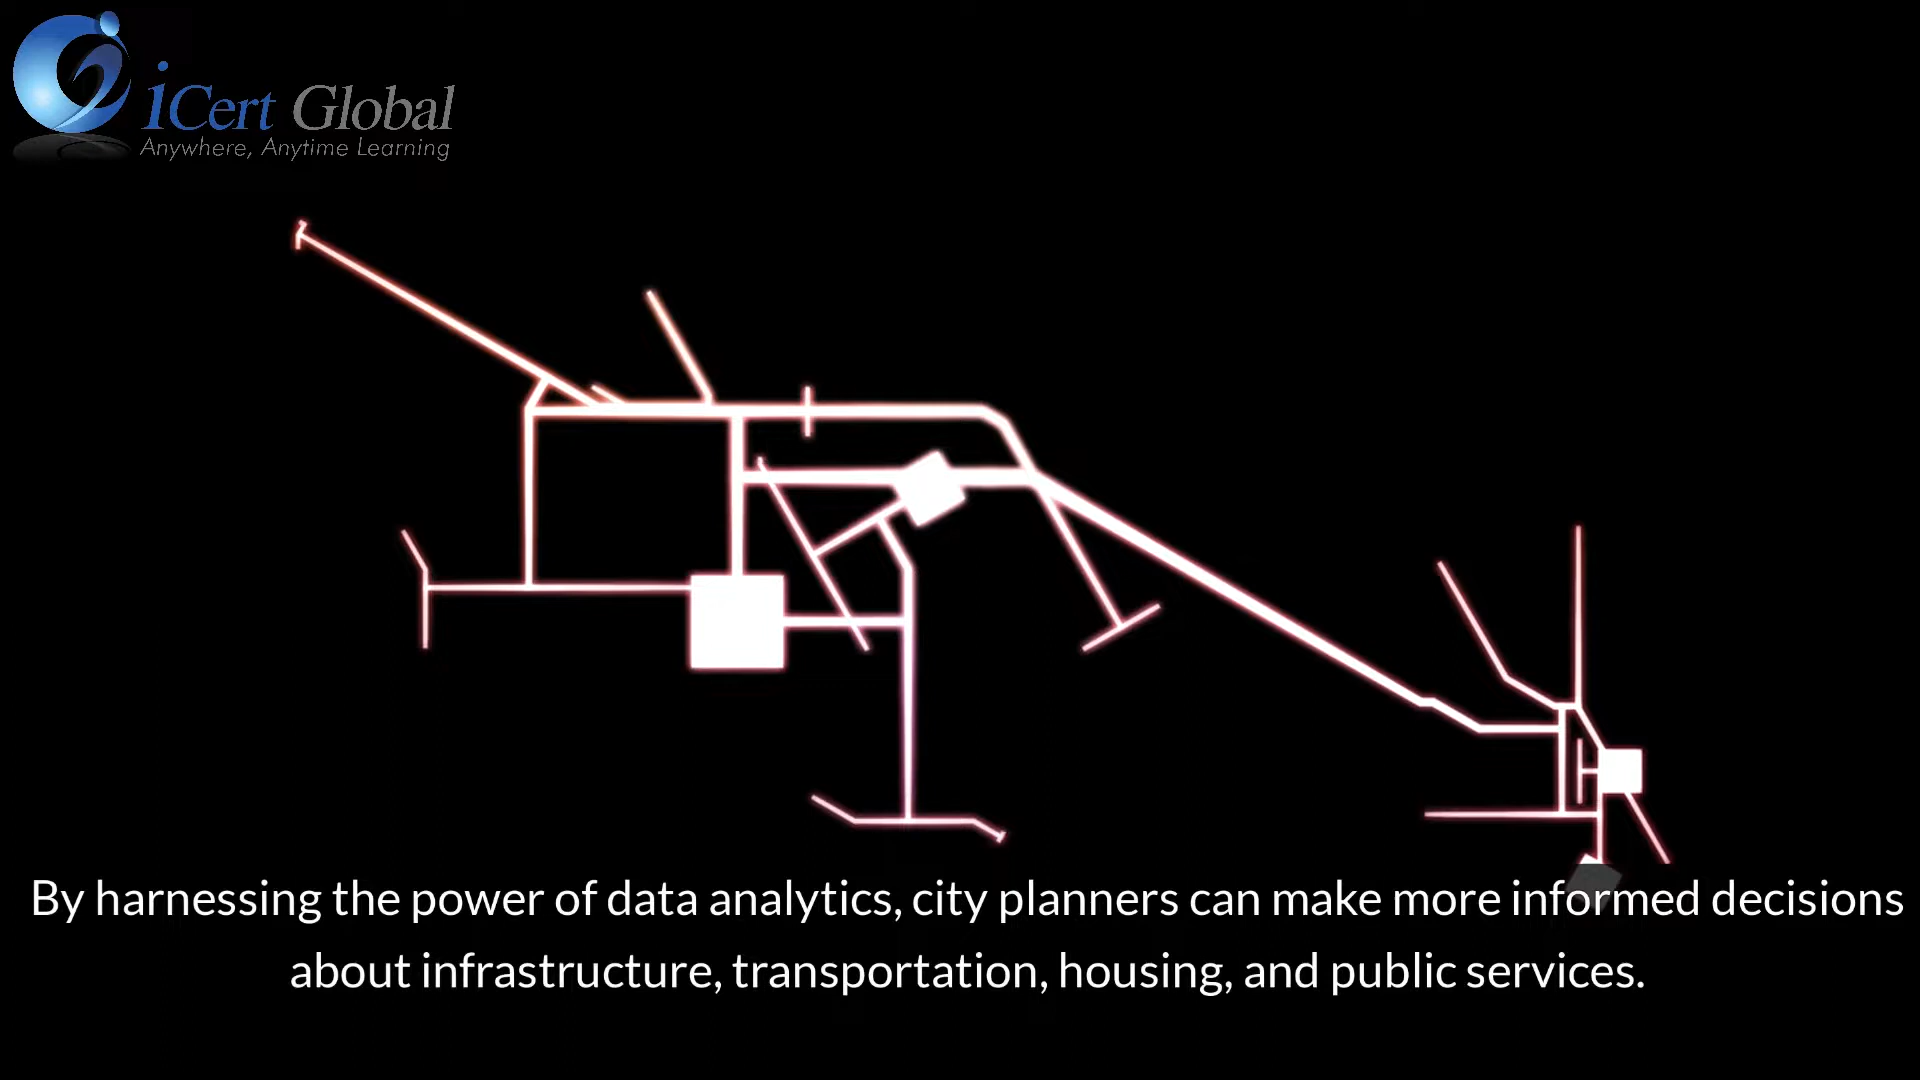 iCert Global
Anywhere, Anytime Learning
By harnessing the power of data analytics, city planners can make more informed decisions
about infrastructure, transportation, housing, and public services.